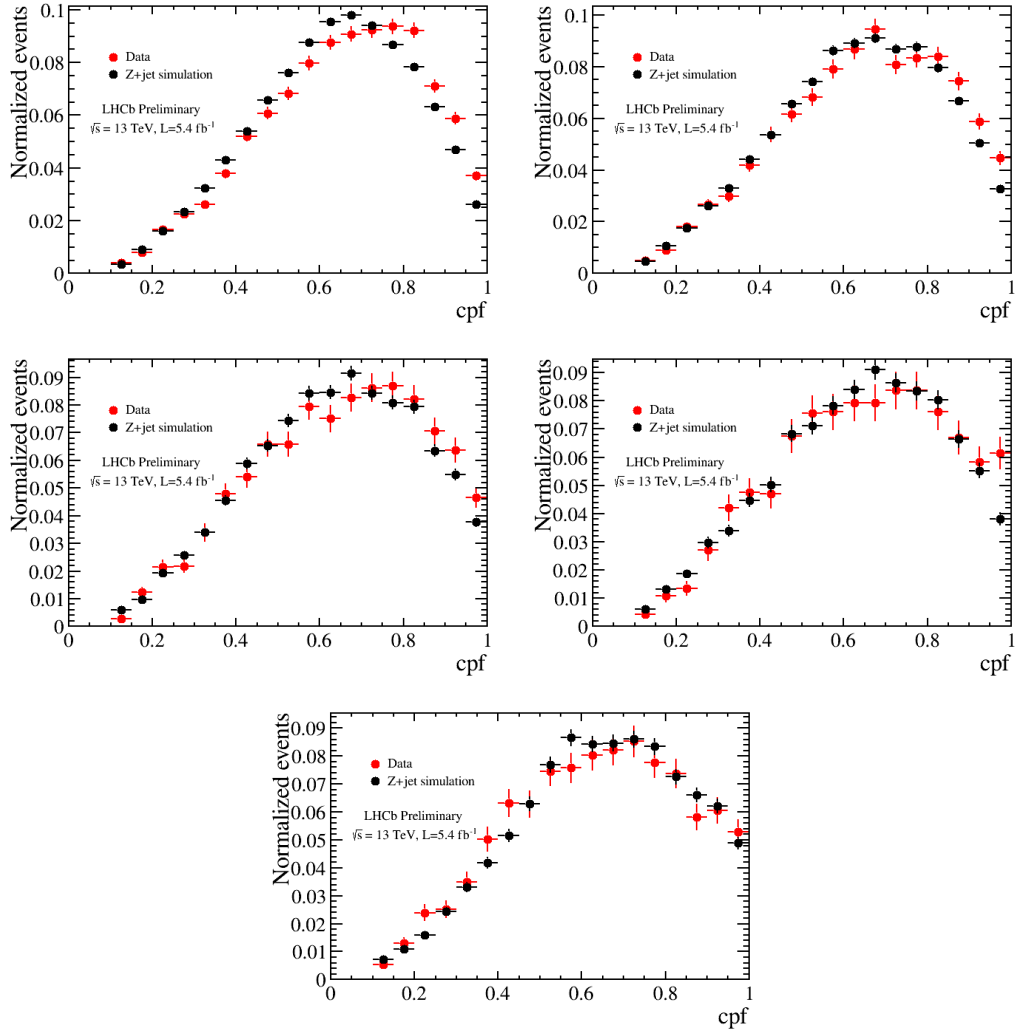 Normalized events
0.1
0.08
0.06
0.04
0.02
0
Data
Z+jet simulation
LHCb Preliminary
√s = 13 TeV, L=5.4 fb⁻¹
0 0.2 0.4 0.6 0.8 1
cpf
Normalized events
0.1
0.08
0.06
0.04
0.02
0
Data
Z+jet simulation
LHCb Preliminary
√s = 13 TeV, L=5.4 fb⁻¹
0 0.2 0.4 0.6 0.8 1
cpf
Normalized events
0.09
0.08
0.07
0.06
0.05
0.04
0.03
0.02
0.01
0
Data
Z+jet simulation
LHCb Preliminary
√s = 13 TeV, L=5.4 fb⁻¹
0 0.2 0.4 0.6 0.8 1
cpf
Normalized events
0.09
0.08
0.07
0.06
0.05
0.04
0.03
0.02
0.01
0
Data
Z+jet simulation
LHCb Preliminary
√s = 13 TeV, L=5.4 fb⁻¹
0 0.2 0.4 0.6 0.8 1
cpf
Normalized events
0.09
0.08
0.07
0.06
0.05
0.04
0.03
0.02
0.01
0
Data
Z+jet simulation
LHCb Preliminary
√s = 13 TeV, L=5.4 fb⁻¹
0 0.2 0.4 0.6 0.8 1
cpf